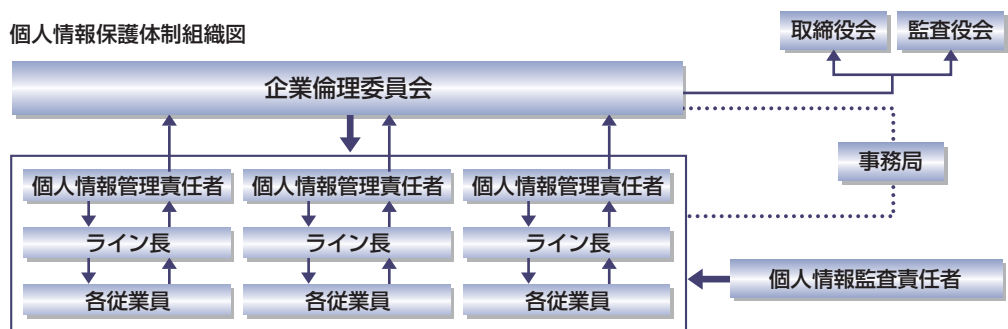 個人情報保護体制組織図
取締役会 監査役会
企業倫理委員会
事務局
個人情報管理責任者 個人情報管理責任者 個人情報管理責任者
ライン長 ライン長 ライン長
各従業員 各従業員 各従業員
個人情報監査責任者